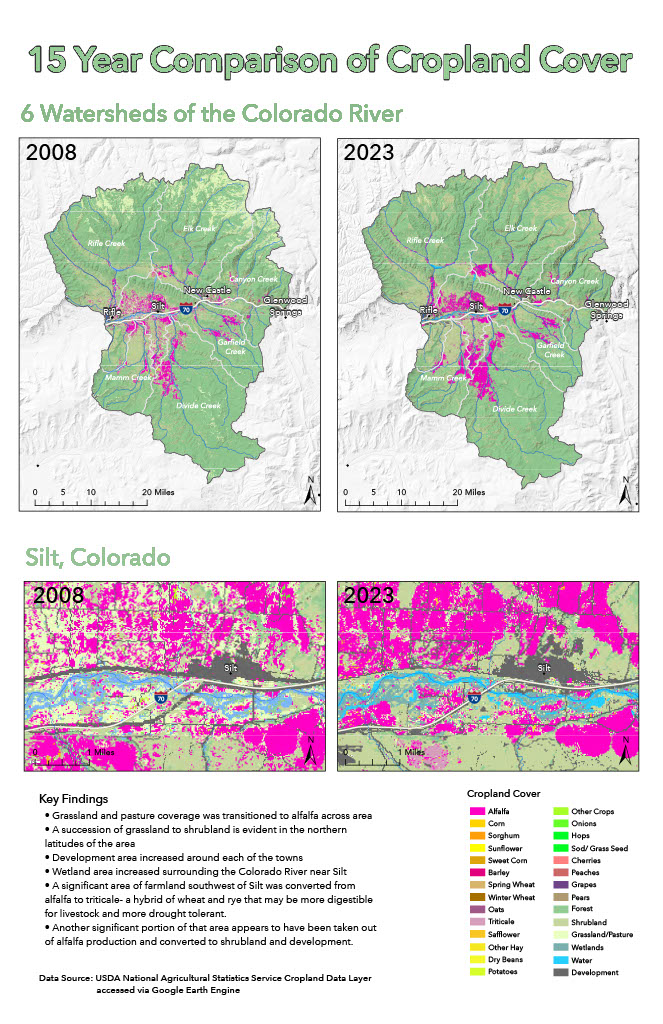 15 Year Comparison of Cropland Cover
6 Watersheds of the Colorado River
2008
Elk Creek
Rifle Creek
Canyon Creek
New Castle
Glenwood
Springs
Rifle
Silt
70
Garfield
Creek
Mamm Creek
Divide Creek
0 5 10 20 Miles
N
2023
Elk Creek
Rifle Creek
Canyon Creek
New Castle
Glenwood
Springs
Rifle
Silt
70
Garfield
Creek
Mamm Creek
Divide Creek
0 5 10 20 Miles
N
Silt, Colorado
2008
Silt
70
0 1 Miles
N
2023
Silt
70
0 1 Miles
N
Key Findings
• Grassland and pasture coverage was transitioned to alfalfa across area
• A succession of grassland to shrubland is evident in the northern
latitudes of the area
• Development area increased around each of the towns
• Wetland area increased surrounding the Colorado River near Silt
• A significant area of farmland southwest of Silt was converted from
alfalfa to triticale- a hybrid of wheat and rye that may be more digestible
for livestock and more drought tolerant.
• Another significant portion of that area appears to have been taken out
of alfalfa production and converted to shrubland and development.
Data Source: USDA National Agricultural Statistics Service Cropland Data Layer
accessed via Google Earth Engine
Cropland Cover
Alfalfa
Corn
Sorghum
Sunflower
Sweet Corn
Barley
Spring Wheat
Winter Wheat
Oats
Triticale
Safflower
Other Hay
Dry Beans
Potatoes
Other Crops
Onions
Hops
Sod/ Grass Seed
Cherries
Peaches
Grapes
Pears
Forest
Shrubland
Grassland/Pasture
Wetlands
Water
Development